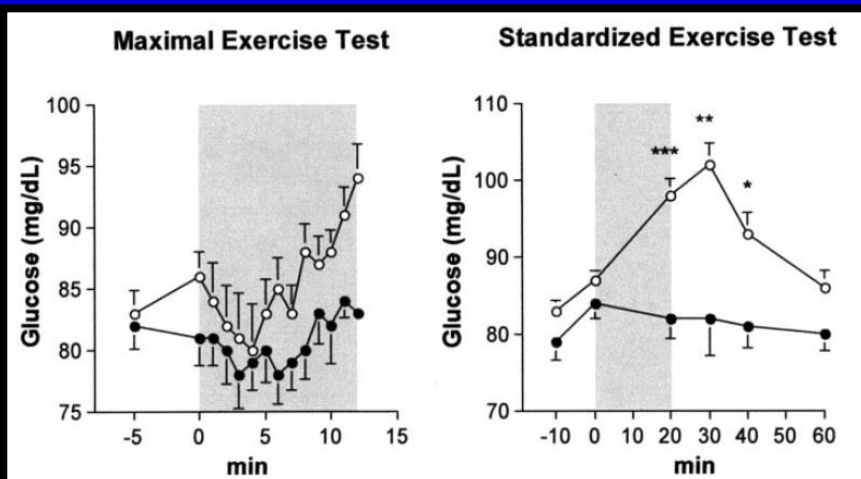 Maximal Exercise Test
Glucose (mg/dL)
100
95
90
85
80
75
-5 0 5 10 15
min
Standardized Exercise Test
Glucose (mg/dL)
110
100
90
80
70
***
**
*
-10 0 10 20 30 40 50 60
min